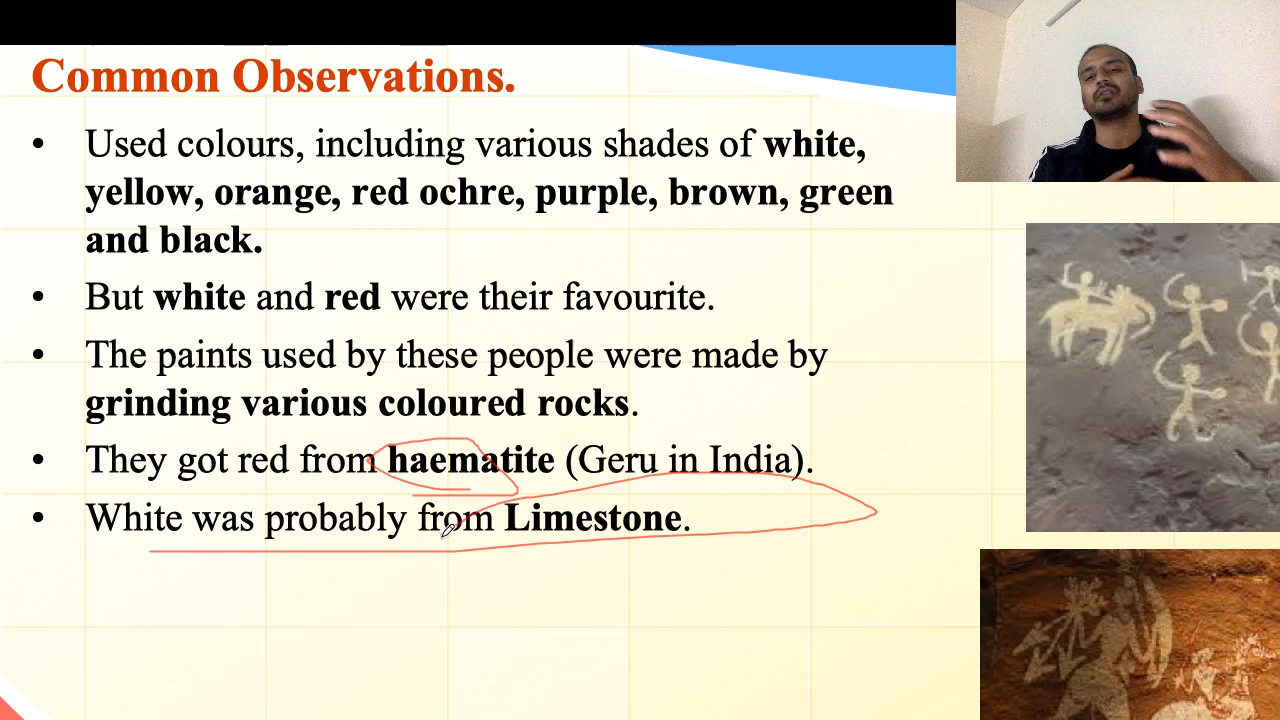 Common Observations.
• Used colours, including various shades of white,
yellow, orange, red ochre, purple, brown, green
and black.
• But white and red were their favourite.
• The paints used by these people were made by
grinding various coloured rocks.
• They got red from haematite (Geru in India).
• White was probably from Limestone.